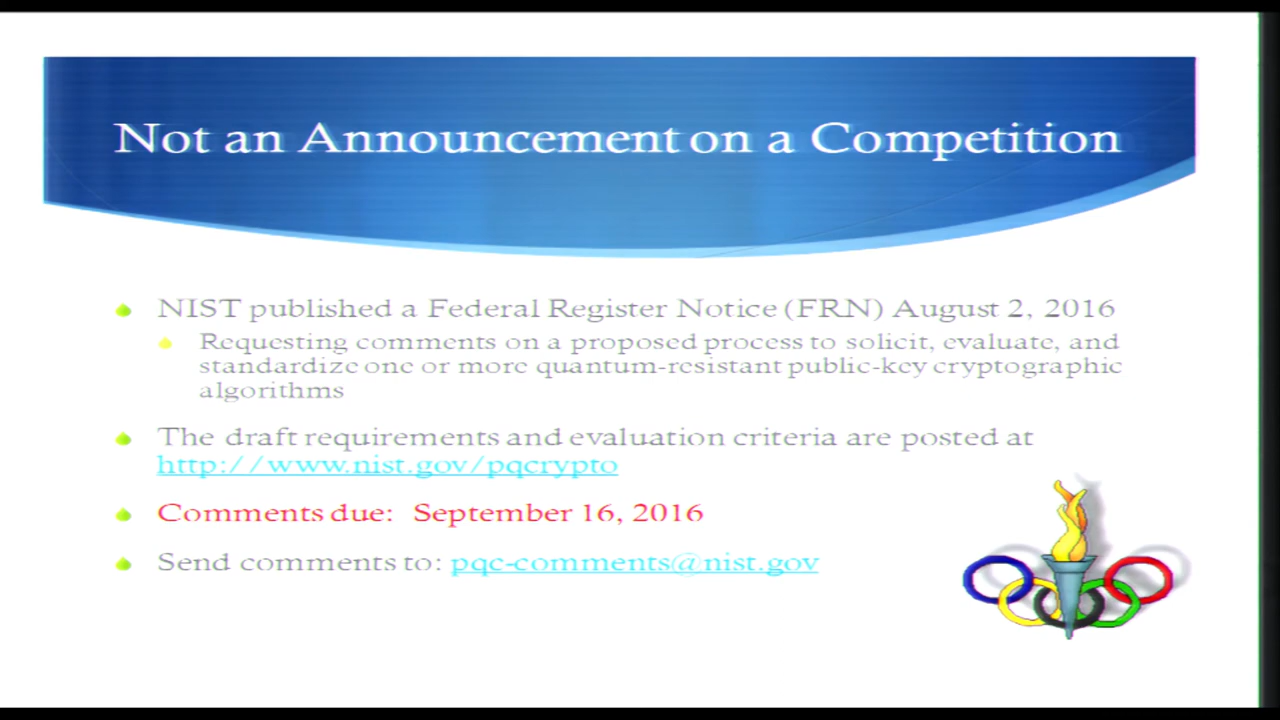 Not an Announcement on a Competition
NIST published a Federal Register Notice (FRN) August 2, 2016
Requesting comments on a proposed process to solicit, evaluate, and
standardize one or more quantum-resistant public-key cryptographic
algorithms
The draft requirements and evaluation criteria are posted at
http://www.nist.gov/pqcrypto
Comments due: September 16, 2016
Send comments to: pqc-comments@nist.gov